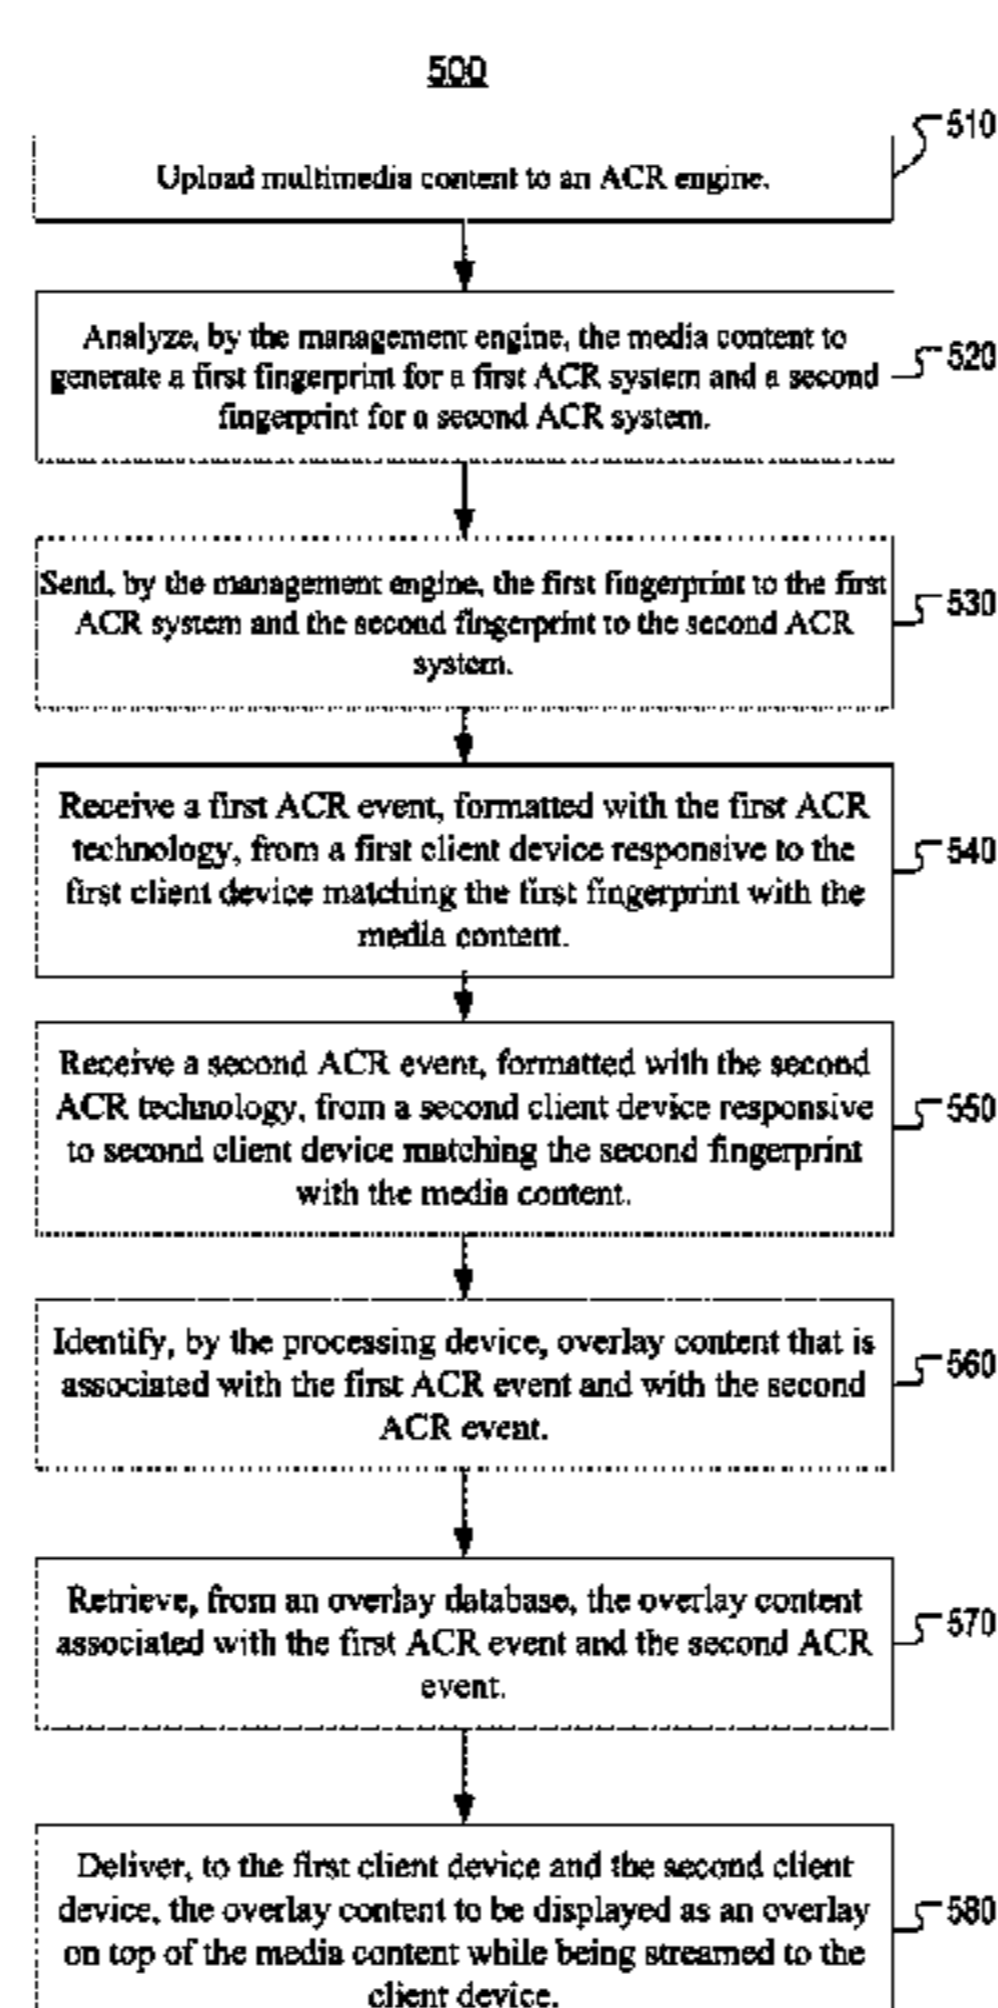 500
510
Upload multimedia content to an ACR engine.
Analyze, by the management engine, the media content to
generate a first fingerprint for a first ACR system and a second
fingerprint for a second ACR system.
520
Send, by the management engine, the first fingerprint to the first
ACR system and the second fingerprint to the second ACR
system.
530
Receive a first ACR event, formatted with the first ACR
technology, from a first client device responsive to the
first client device matching the first fingerprint with the
media content.
540
Receive a second ACR event, formatted with the second
ACR technology, from a second client device responsive
to second client device matching the second fingerprint
with the media content.
550
Identify, by the processing device, overlay content that is
associated with the first ACR event and with the second
ACR event.
560
Retrieve, from an overlay database, the overlay content
associated with the first ACR event and the second ACR
event.
570
Deliver, to the first client device and the second client
device, the overlay content to be displayed as an overlay
on top of the media content while being streamed to the
client device.
580